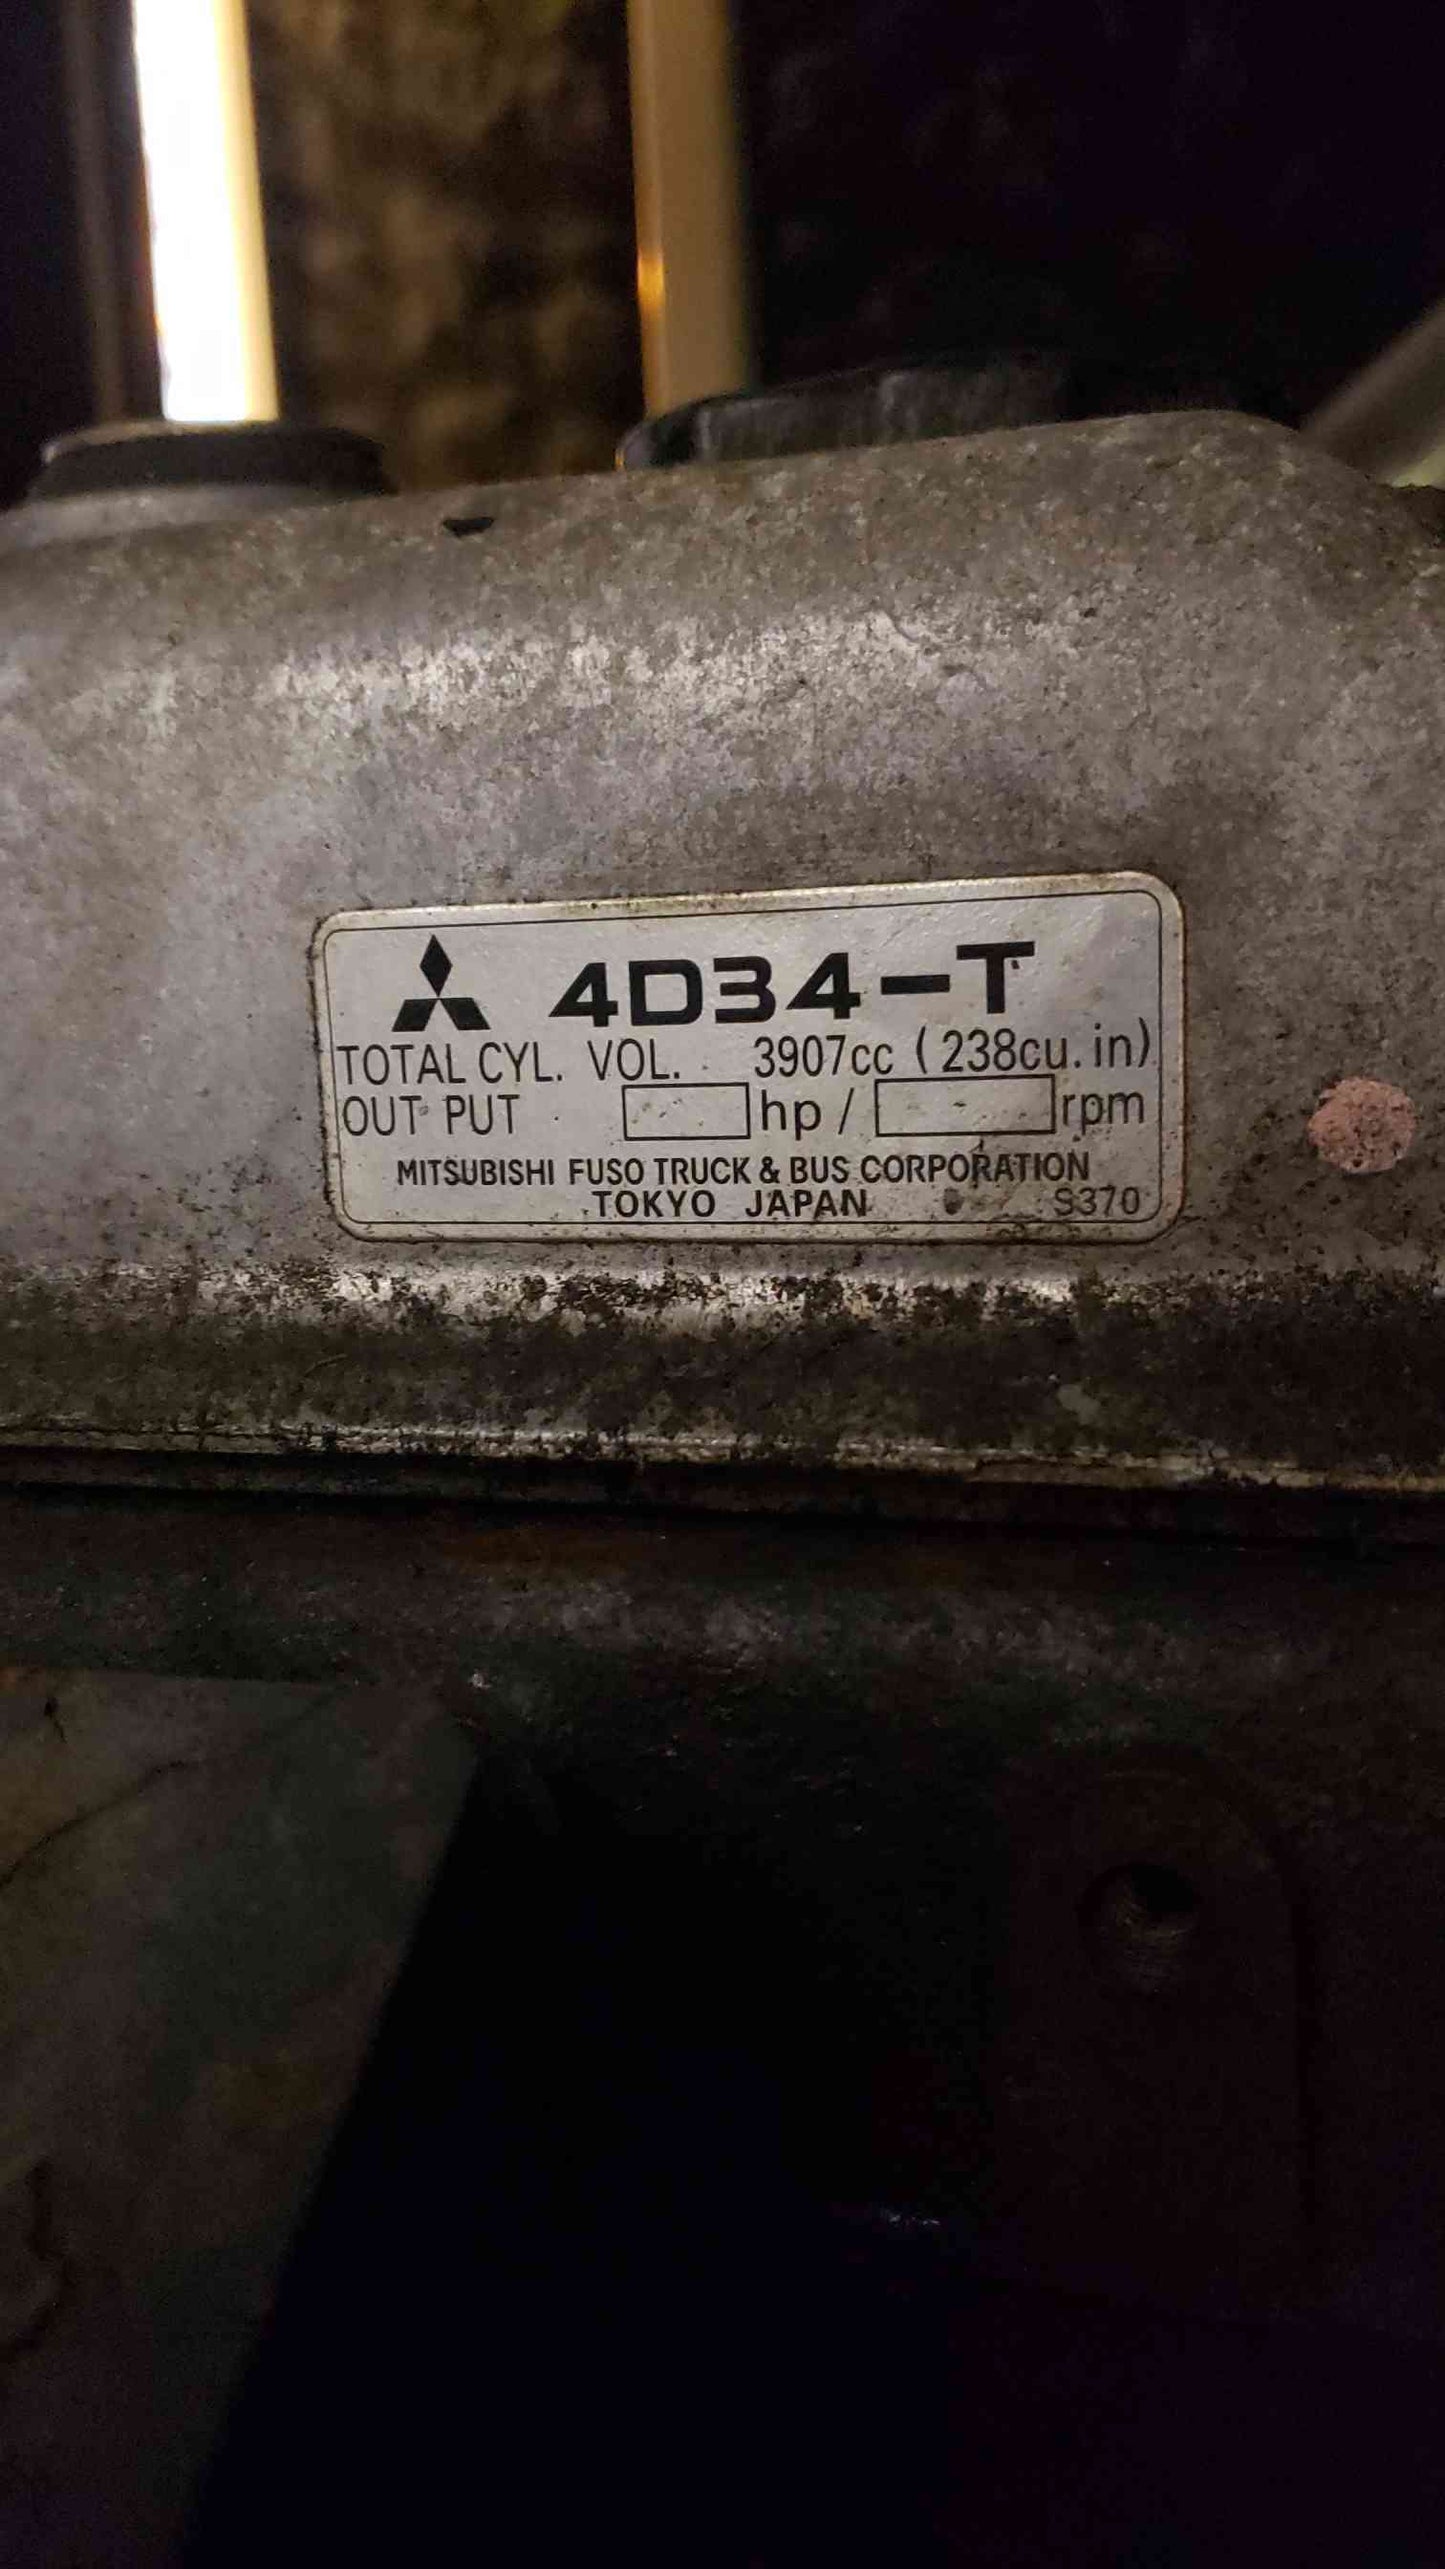 4D34-T
TOTAL CYL. VOL. 3907cc (238cu.in)
OUT PUT hp / rpm
MITSUBISHI FUSO TRUCK & BUS CORPORATION
TOKYO JAPAN S370